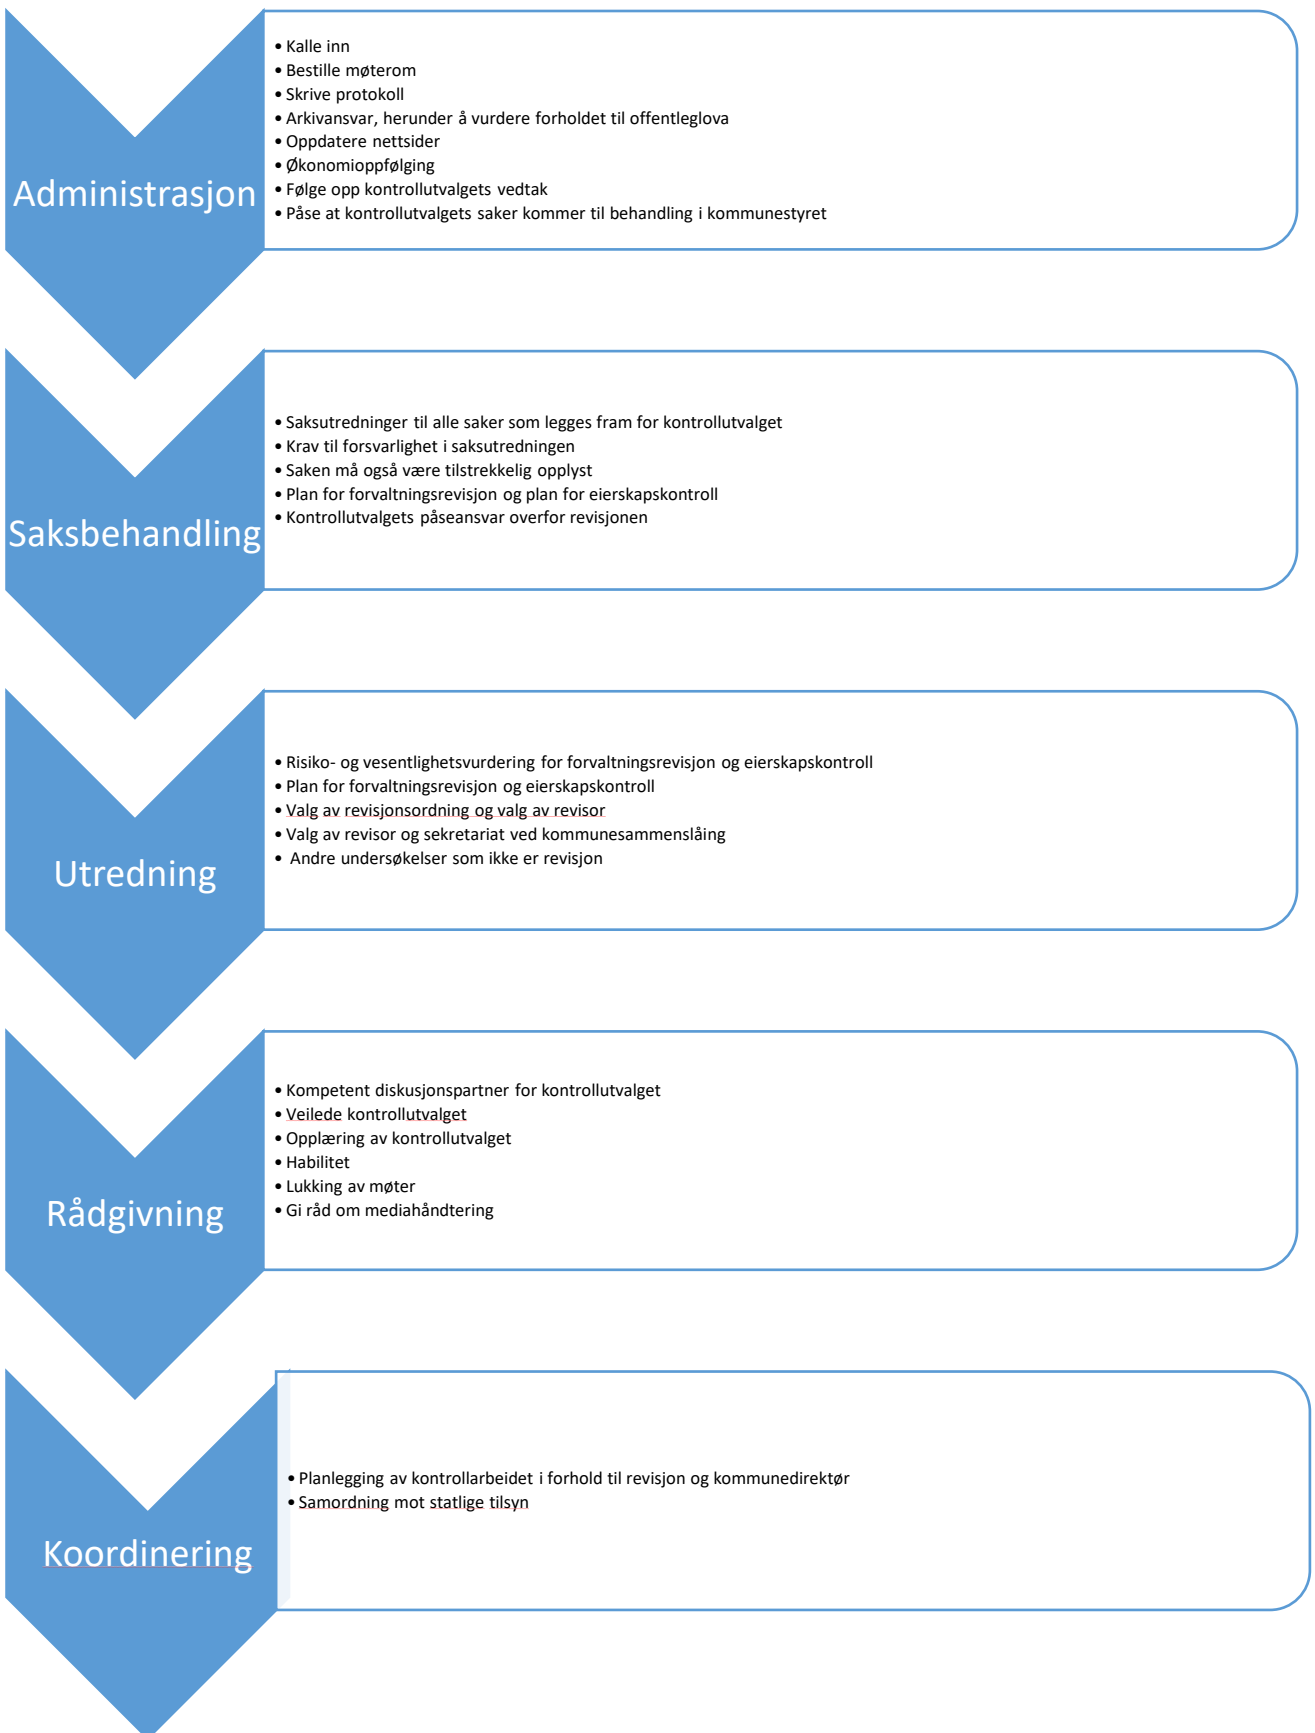 Administrasjon
• Kalle inn
• Bestille møterom
• Skrive protokoll
• Arkivansvar, herunder å vurdere forholdet til offentleglova
• Oppdatere nettsider
• Økonomioppfølging
• Følge opp kontrollutvalgets vedtak
• Påse at kontrollutvalgets saker kommer til behandling i kommunestyret
Saksbehandling
• Saksutredninger til alle saker som legges fram for kontrollutvalget
• Krav til forsvarlighet i saksutredningen
• Saken må også være tilstrekkelig opplyst
• Plan for forvaltningsrevisjon og plan for eierskapskontroll
• Kontrollutvalgets påseansvar overfor revisjonen
Utredning
• Risiko- og vesentlighetsvurdering for forvaltningsrevisjon og eierskapskontroll
• Plan for forvaltningsrevisjon og eierskapskontroll
• Valg av revisjonsordning og valg av revisor
• Valg av revisor og sekretariat ved kommunesammenslåing
• Andre undersøkelser som ikke er revisjon
Rådgivning
• Kompetent diskusjonspartner for kontrollutvalget
• Veilede kontrollutvalget
• Opplæring av kontrollutvalget
• Habilitet
• Lukking av møter
• Gi råd om mediahåndtering
Koordinering
• Planlegging av kontrollarbeidet i forhold til revisjon og kommunedirektør
• Samordning mot statlige tilsyn